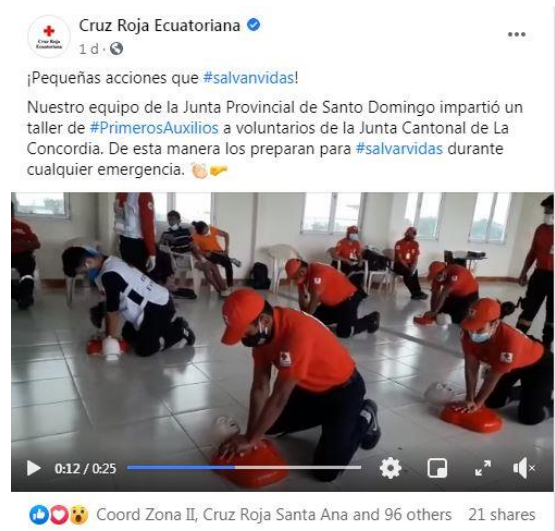 Cruz Roja Ecuatoriana
1 d
¡Pequeñas acciones que #salvanvidas!
Nuestro equipo de la Junta Provincial de Santo Domingo impartió un
taller de #PrimerosAuxilios a voluntarios de la Junta Cantonal de La
Concordia. De esta manera los preparan para #salvarvidas durante
cualquier emergencia.
0:12 / 0:25
Coord Zona II, Cruz Roja Santa Ana and 96 others 21 shares